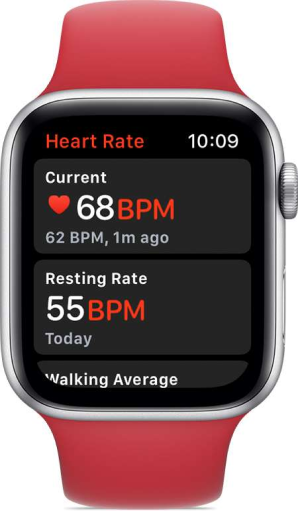 Heart Rate 10:09
Current
68BPM
62 BPM, 1m ago
Resting Rate
55BPM
Today
Walking Average